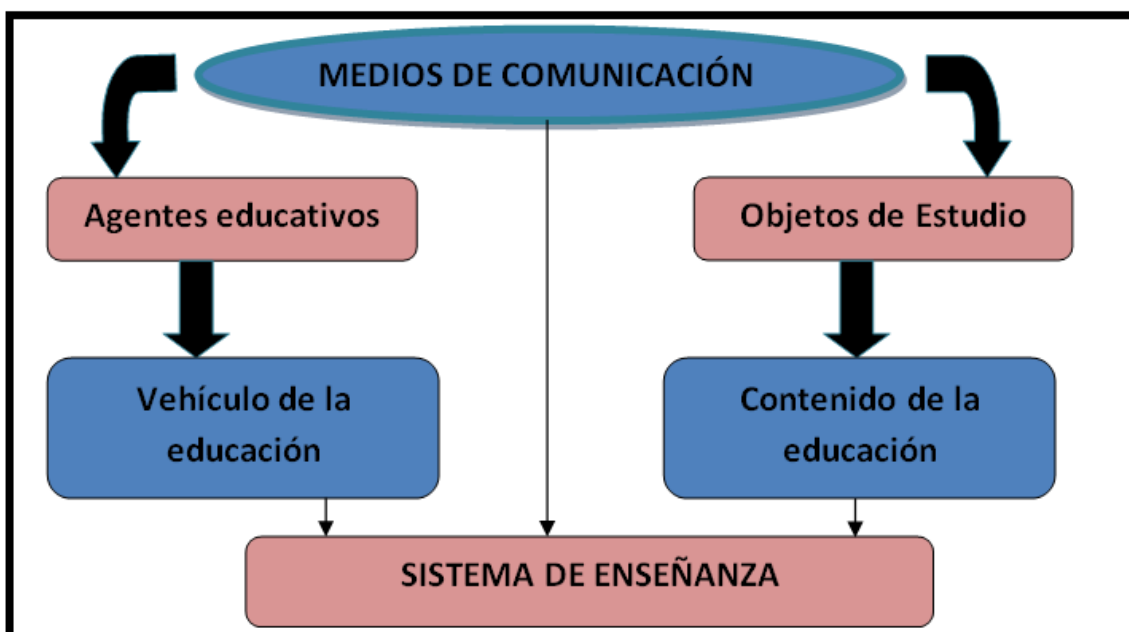 MEDIOS DE COMUNICACIÓN
Agentes educativos
Objetos de Estudio
Vehículo de la
educación
Contenido de la
educación
SISTEMA DE ENSEÑANZA